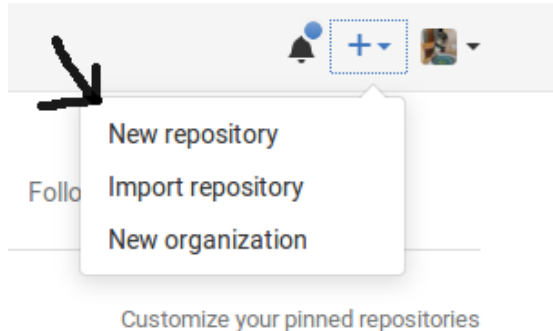 New repository
Follo
Import repository
New organization
Customize your pinned repositories